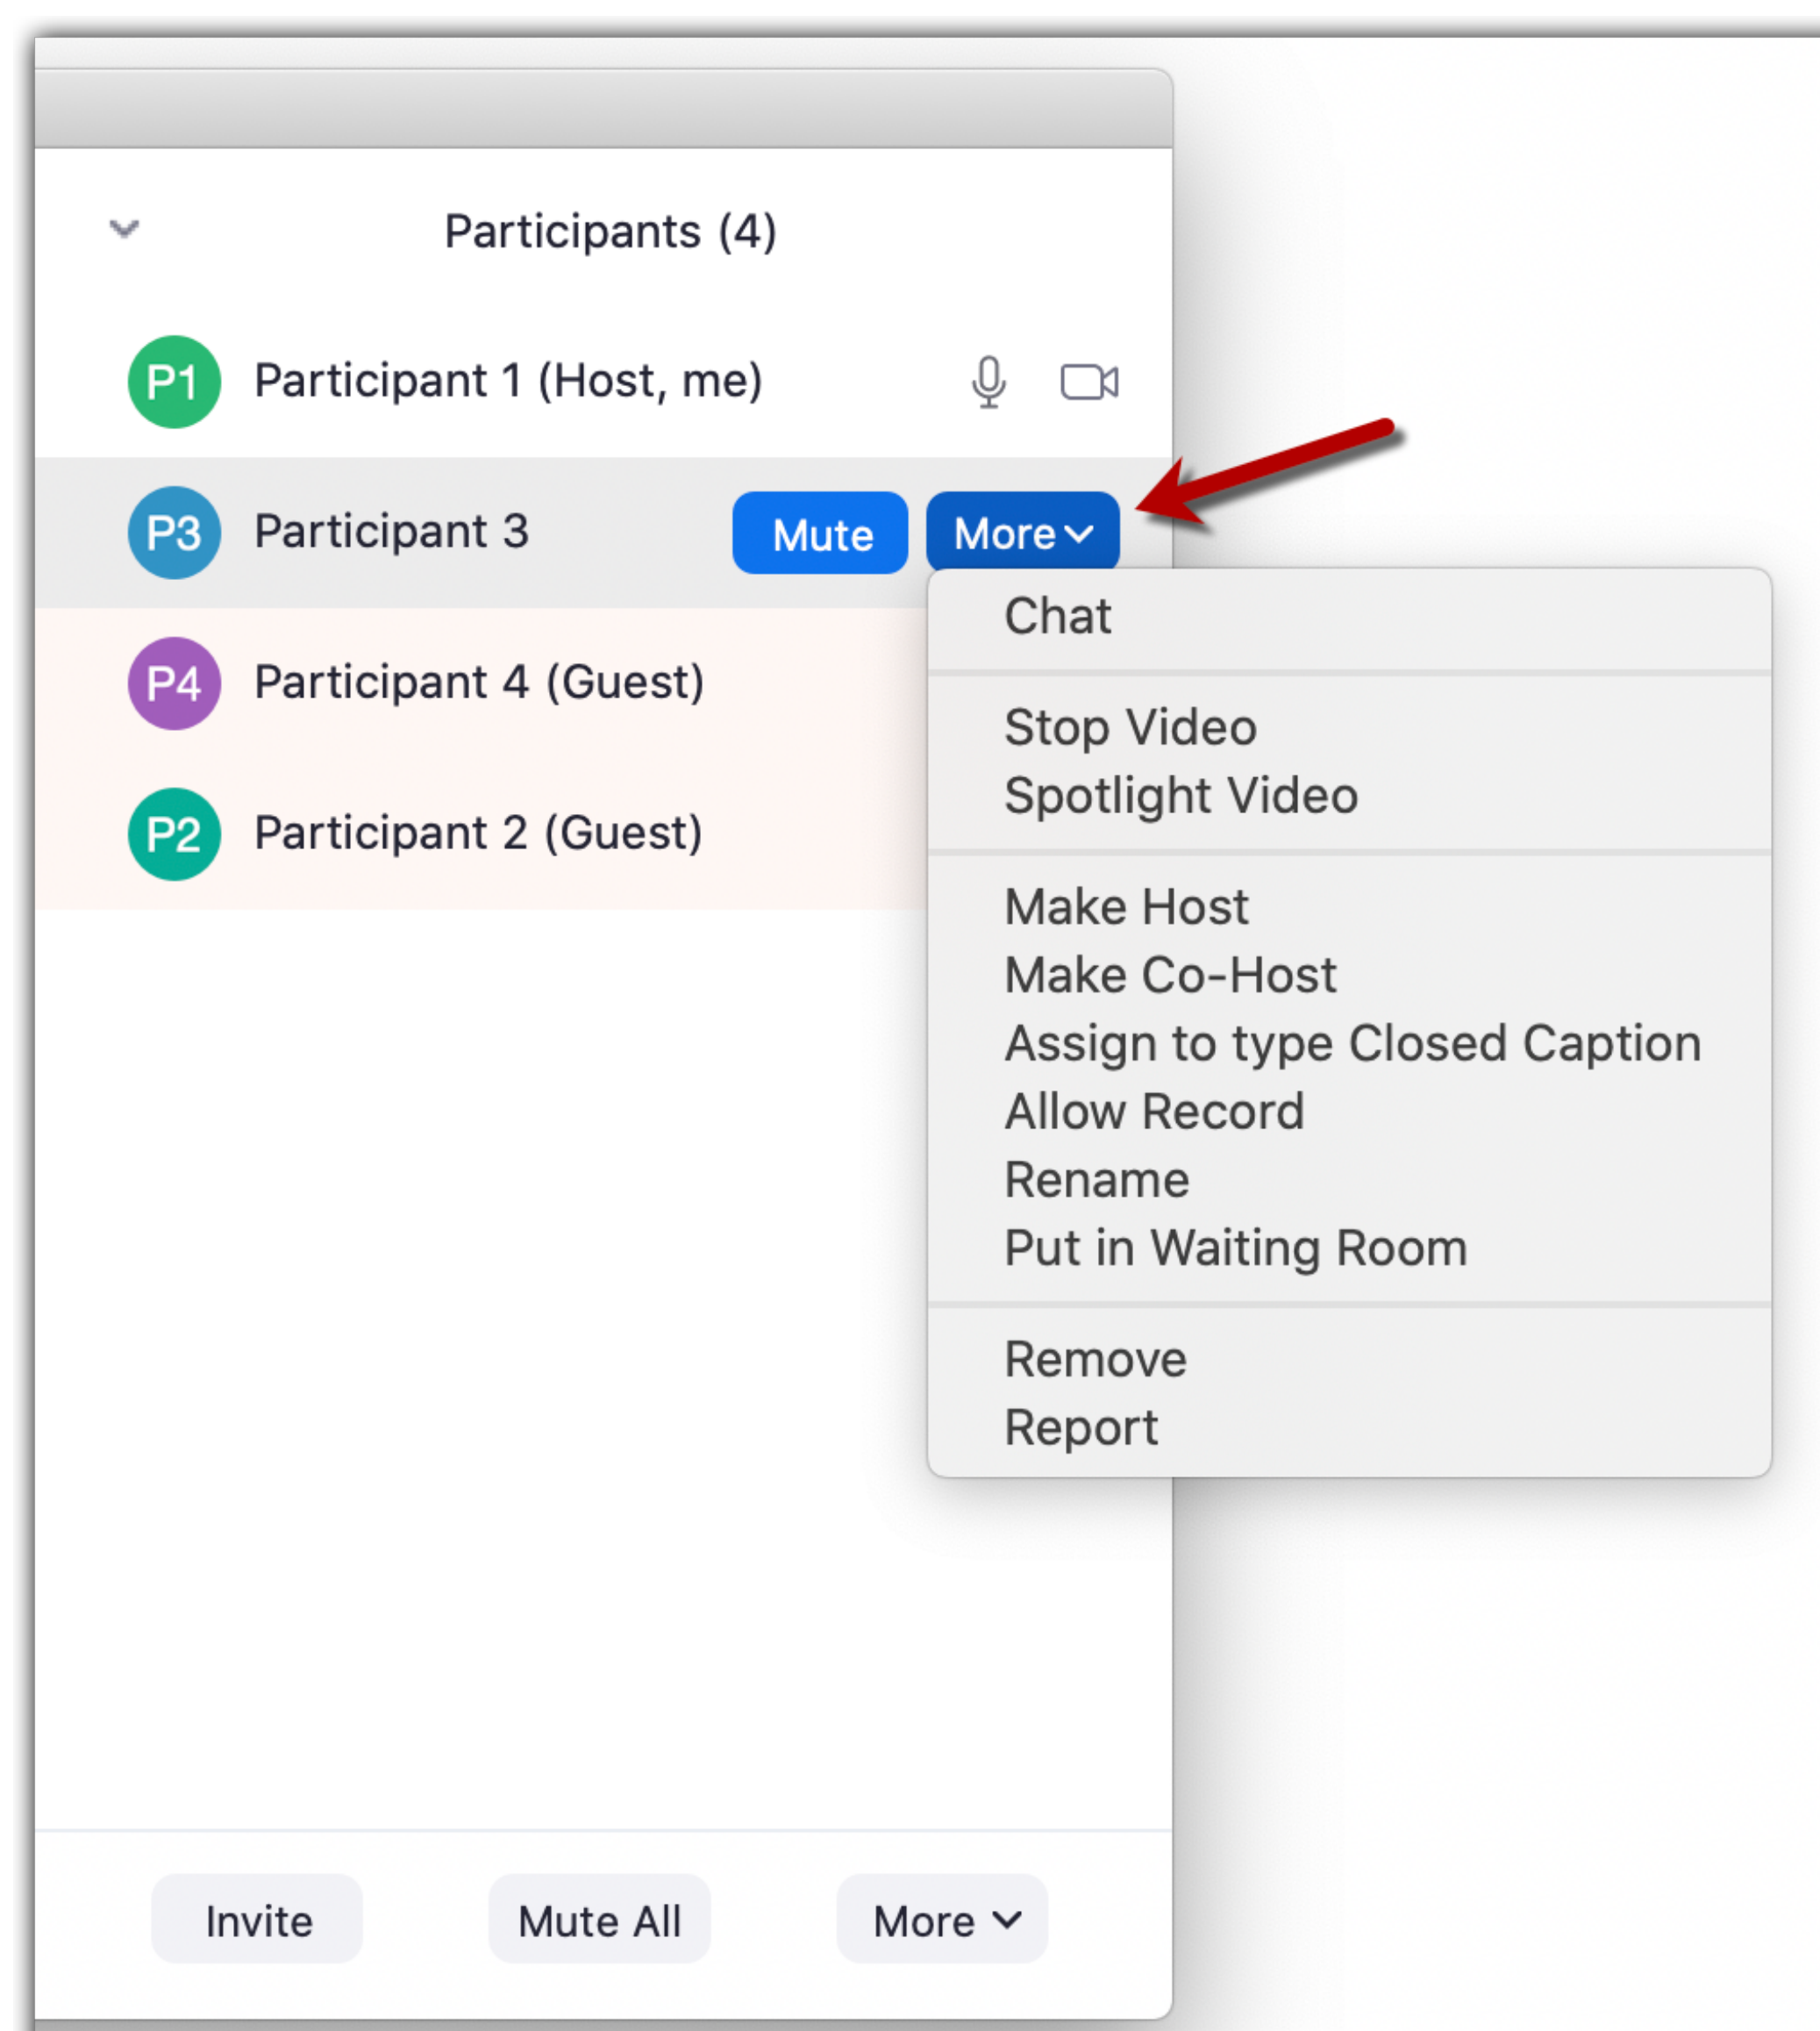 Participants (4)
P1 Participant 1 (Host, me)
P3 Participant 3 Mute More
P4 Participant 4 (Guest)
P2 Participant 2 (Guest)
Chat
Stop Video
Spotlight Video
Make Host
Make Co-Host
Assign to type Closed Caption
Allow Record
Rename
Put in Waiting Room
Remove
Report
Invite Mute All More